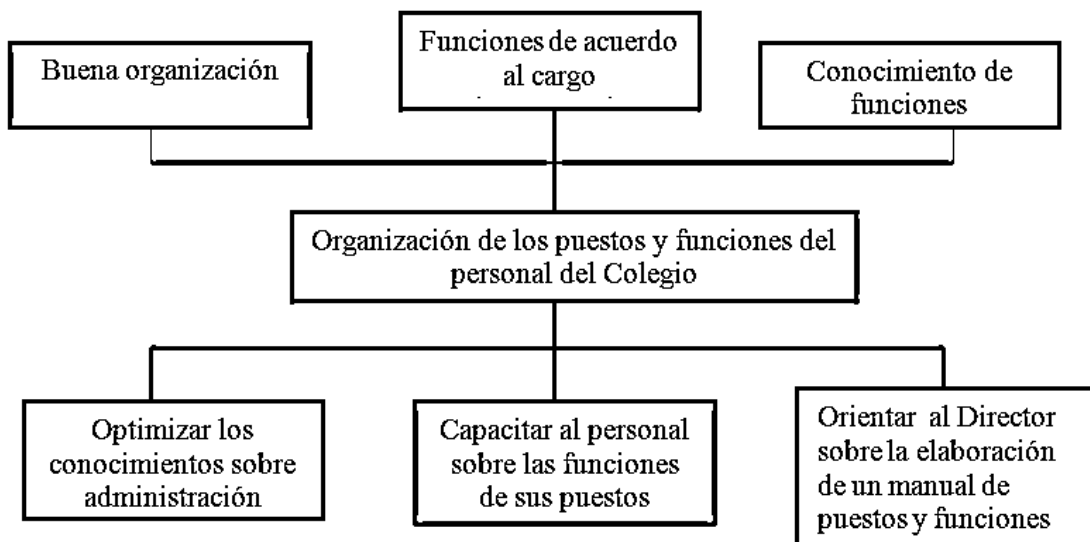 Buena organización
Funciones de acuerdo
al cargo
Conocimiento de
funciones
Organización de los puestos y funciones del
personal del Colegio
Optimizar los
conocimientos sobre
administración
Capacitar al personal
sobre las funciones
de sus puestos
Orientar al Director
sobre la elaboración
de un manual de
puestos y funciones